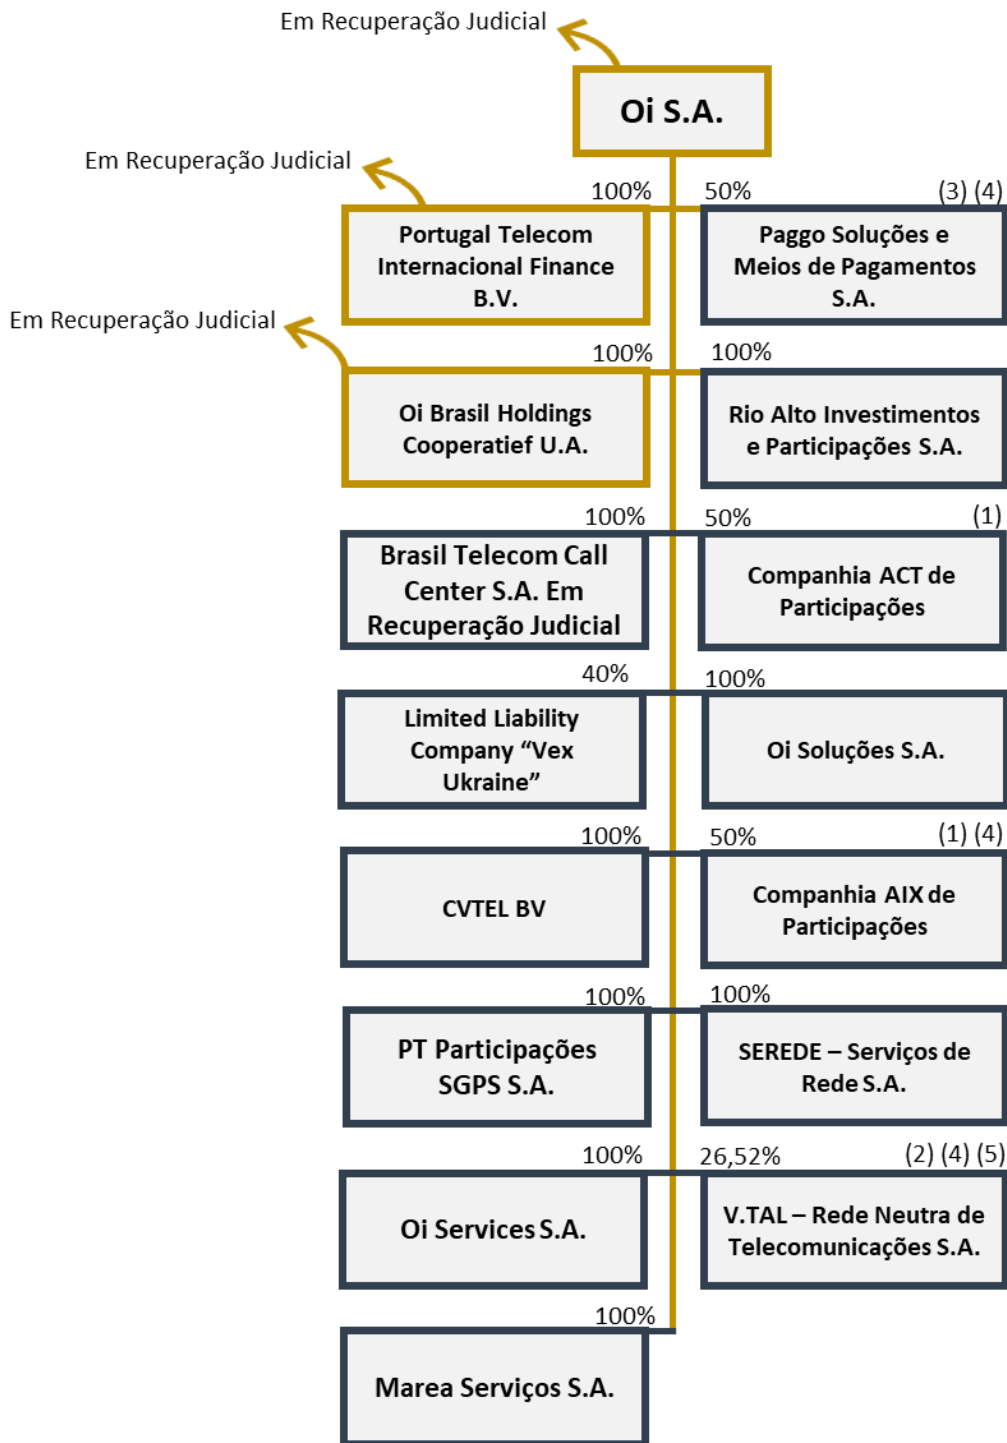 Em Recuperação Judicial
Oi S.A.
Em Recuperação Judicial
100%
50%
(3) (4)
Portugal Telecom
Internacional Finance
B.V.
Paggo Soluções e
Meios de Pagamentos
S.A.
Em Recuperação Judicial
100%
100%
Oi Brasil Holdings
Cooperatief U.A.
Rio Alto Investimentos
e Participações S.A.
100%
50%
(1)
Brasil Telecom Call
Center S.A. Em
Recuperação Judicial
Companhia ACT de
Participações
40%
100%
Limited Liability
Company “Vex
Ukraine”
Oi Soluções S.A.
100%
50%
(1) (4)
CVTEL BV
Companhia AIX de
Participações
100%
100%
PT Participações
SGPS S.A.
SEREDE – Serviços de
Rede S.A.
100%
26,52%
(2) (4) (5)
Oi Services S.A.
V.TAL – Rede Neutra de
Telecomunicações S.A.
100%
Marea Serviços S.A.